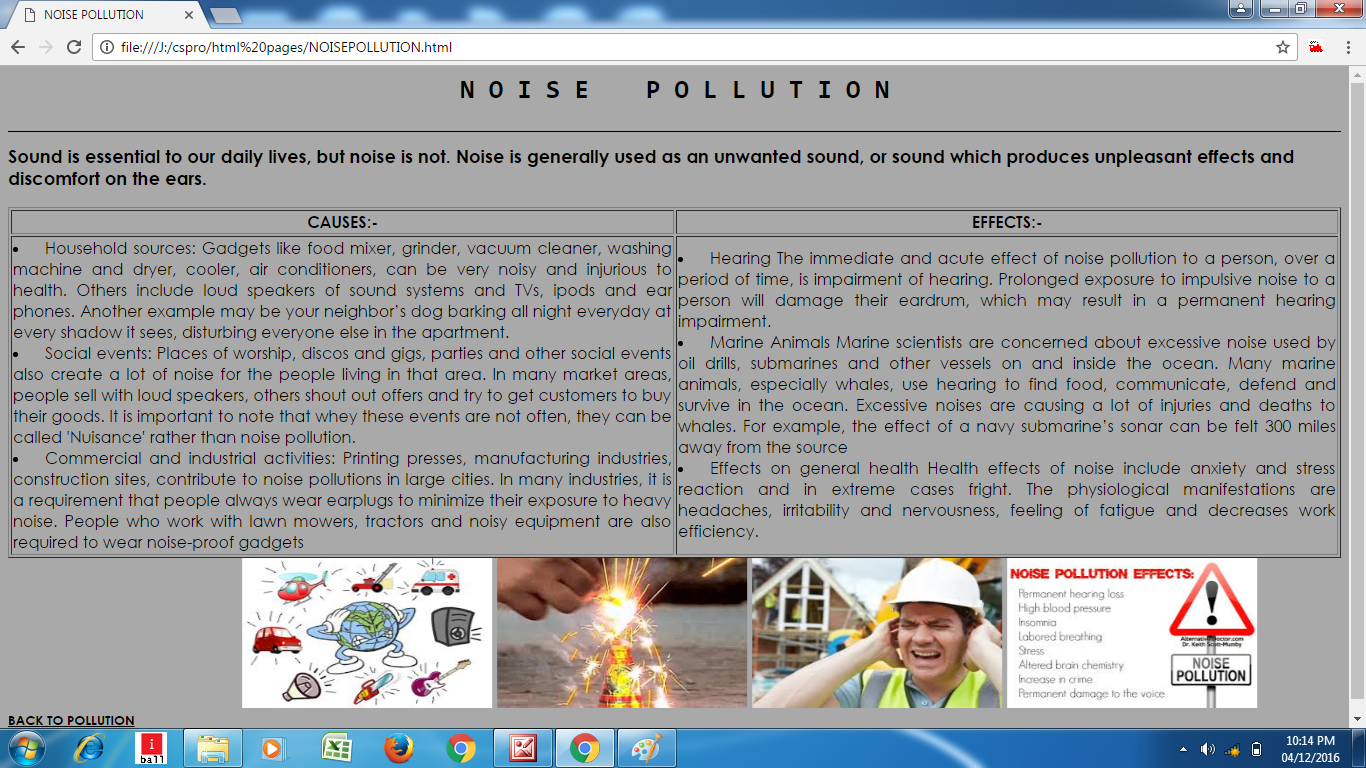 NOISE POLLUTION
file:///J:/cspro/html%20pages/NOISEPOLLUTION.html
NOISE POLLUTION
Sound is essential to our daily lives, but noise is not. Noise is generally used as an unwanted sound, or sound which produces unpleasant effects and
discomfort on the ears.
CAUSES:-
• Household sources: Gadgets like food mixer, grinder, vacuum cleaner, washing
machine and dryer, cooler, air conditioners, can be very noisy and injurious to
health. Others include loud speakers of sound systems and TVs, ipods and ear
phones. Another example may be your neighbor’s dog barking all night everyday at
every shadow it sees, disturbing everyone else in the apartment.
• Social events: Places of worship, discos and gigs, parties and other social events
also create a lot of noise for the people living in that area. In many market areas,
people sell with loud speakers, others shout out offers and try to get customers to buy
their goods. It is important to note that whey these events are not often, they can be
called 'Nuisance' rather than noise pollution.
• Commercial and industrial activities: Printing presses, manufacturing industries,
construction sites, contribute to noise pollutions in large cities. In many industries, it is
a requirement that people always wear earplugs to minimize their exposure to heavy
noise. People who work with lawn mowers, tractors and noisy equipment are also
required to wear noise-proof gadgets
EFFECTS:-
• Hearing The immediate and acute effect of noise pollution to a person, over a
period of time, is impairment of hearing. Prolonged exposure to impulsive noise to a
person will damage their eardrum, which may result in a permanent hearing
impairment.
• Marine Animals Marine scientists are concerned about excessive noise used by
oil drills, submarines and other vessels on and inside the ocean. Many marine
animals, especially whales, use hearing to find food, communicate, defend and
survive in the ocean. Excessive noises are causing a lot of injuries and deaths to
whales. For example, the effect of a navy submarine’s sonar can be felt 300 miles
away from the source
• Effects on general health Health effects of noise include anxiety and stress
reaction and in extreme cases fright. The physiological manifestations are
headaches, irritability and nervousness, feeling of fatigue and decreases work
efficiency.
NOISE POLLUTION EFFECTS:
Permanent hearing loss
High blood pressure
Insomnia
Labored breathing
Stress
Altered brain chemistry
Increase in crime
Permanent damage to the voice
AlternativeDoctor.com
Dr. Keith Scott-Mumby
NOISE
POLLUTION
BACK TO POLLUTION
i
ball
10:14 PM
04/12/2016